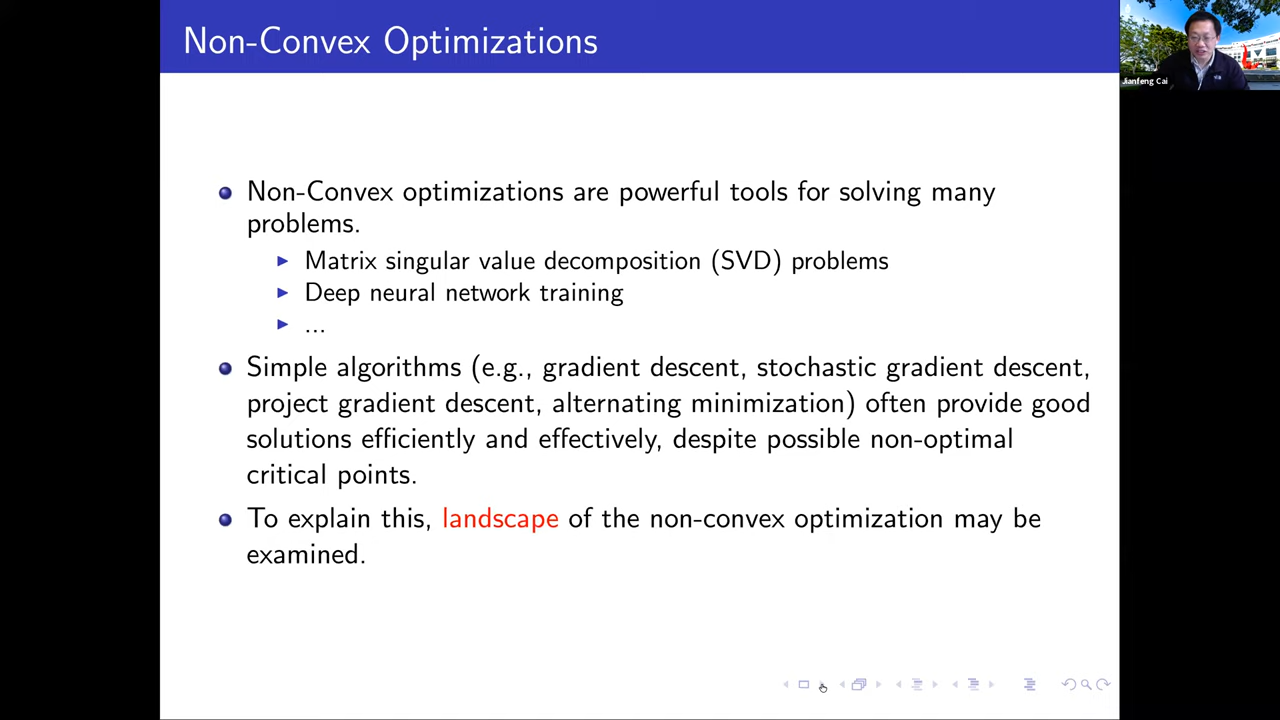 Non-Convex Optimizations
Jianfeng Cai
Non-Convex optimizations are powerful tools for solving many
problems.
Matrix singular value decomposition (SVD) problems
Deep neural network training
...
Simple algorithms (e.g., gradient descent, stochastic gradient descent,
project gradient descent, alternating minimization) often provide good
solutions efficiently and effectively, despite possible non-optimal
critical points.
To explain this, landscape of the non-convex optimization may be
examined.